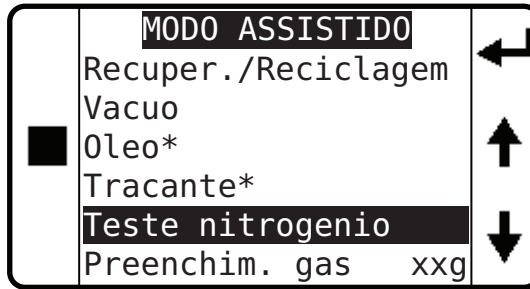 MODO ASSISTIDO
Recuper./Reciclagem
Vacuo
Oleo*
Tracante*
Teste nitrogenio
Preenchim. gas xxg